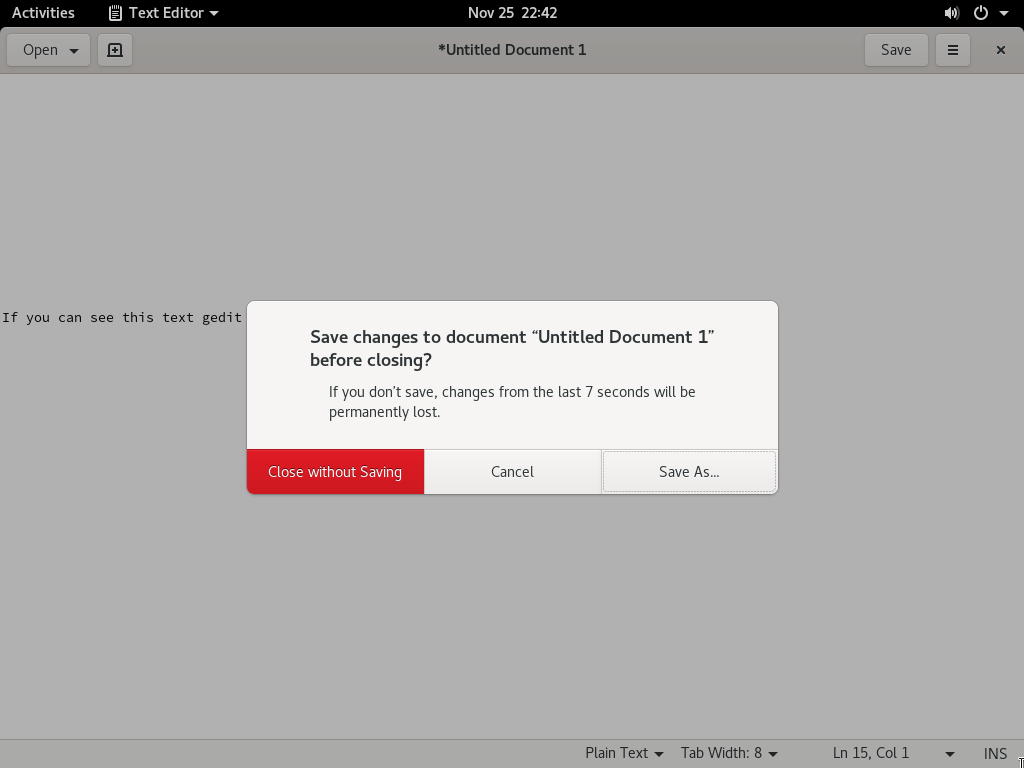 Activities Text Editor Nov 25 22:42
Open *Untitled Document 1 Save
If you can see this text gedit
Save changes to document “Untitled Document 1”
before closing?
If you don’t save, changes from the last 7 seconds will be
permanently lost.
Close without Saving Cancel Save As...
Plain Text Tab Width: 8 Ln 15, Col 1 INS